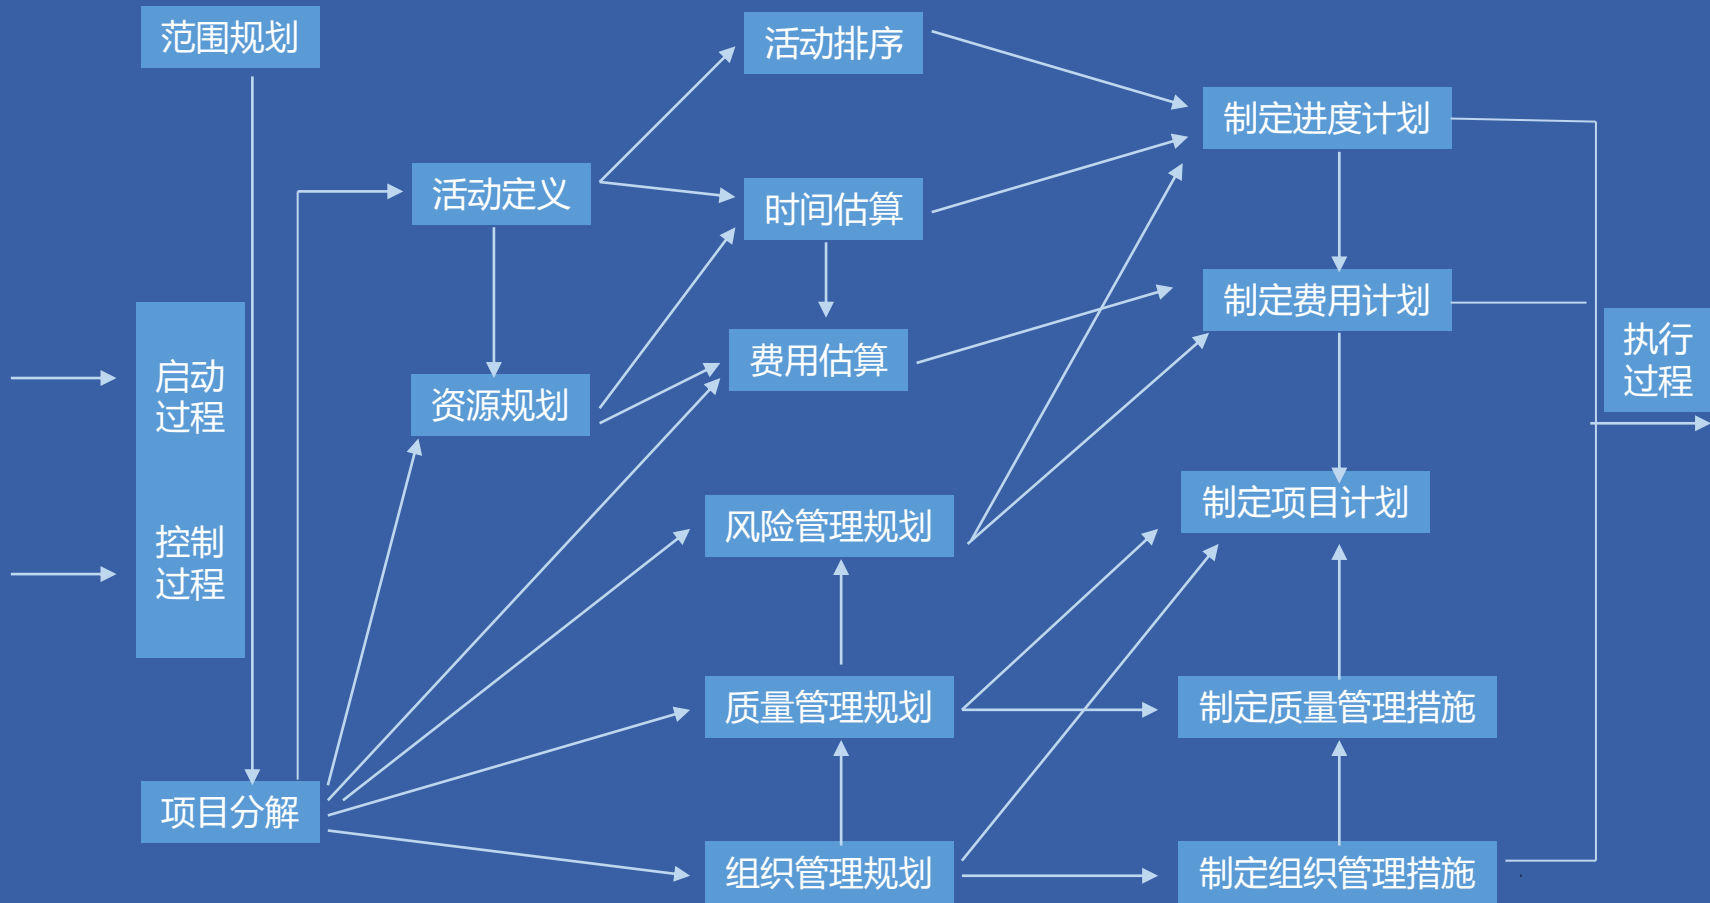 范围规划
活动排序
制定进度计划
活动定义
时间估算
制定费用计划
启动
过程
费用估算
执行
过程
资源规划
控制
过程
风险管理规划
制定项目计划
质量管理规划
制定质量管理措施
项目分解
组织管理规划
制定组织管理措施